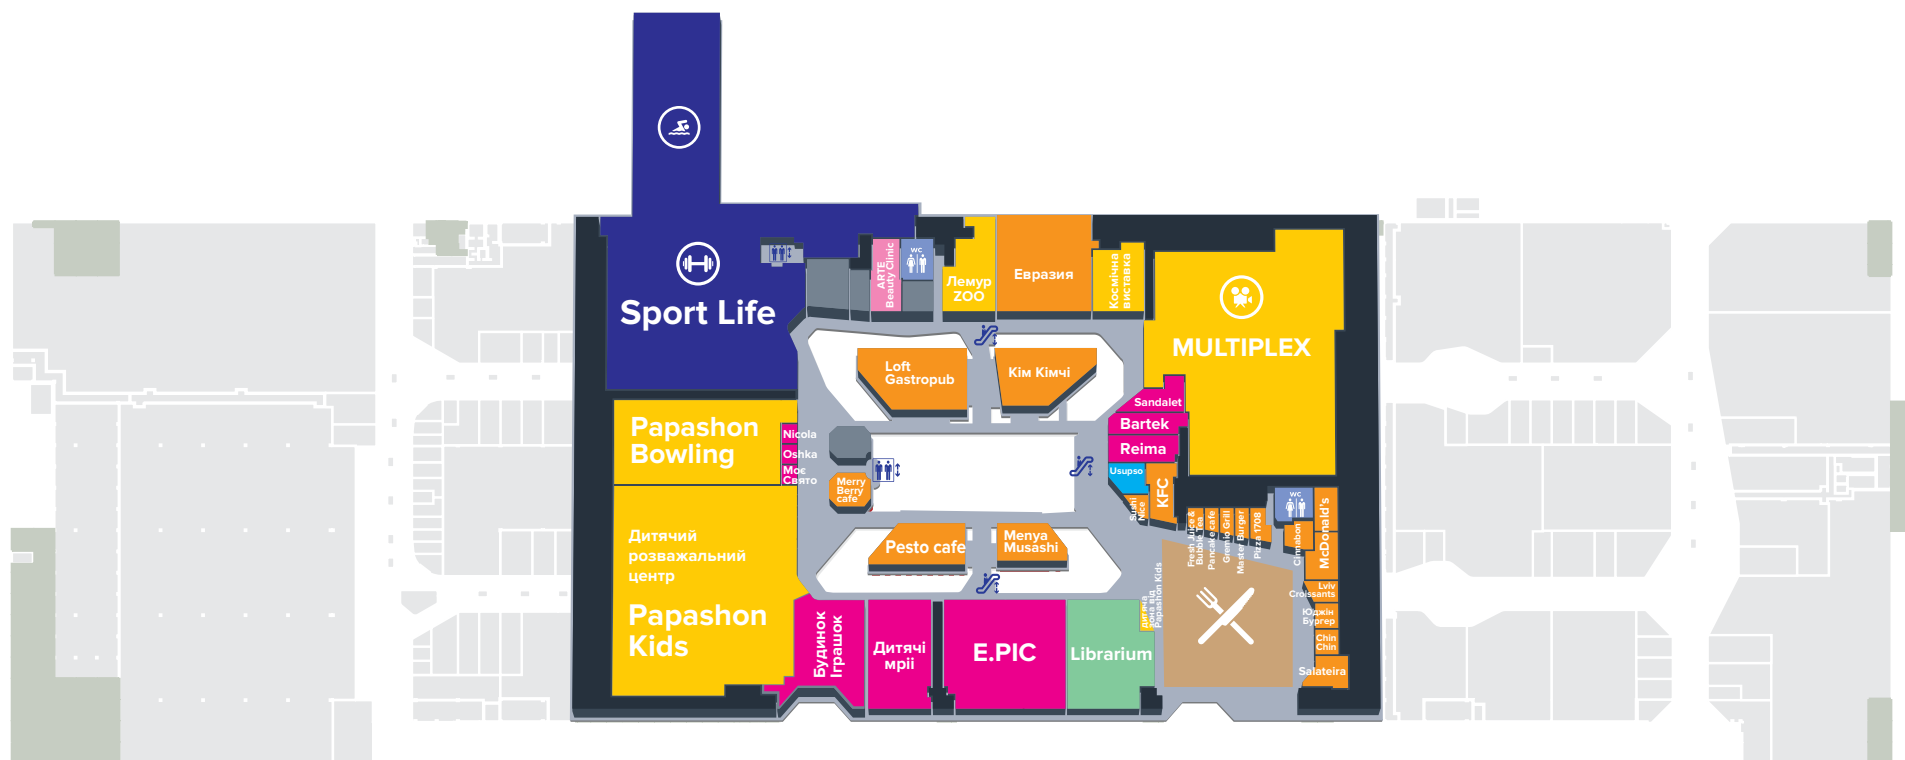 Sport Life
ARTE
Beauty Clinic
WC
Лемур
ZOO
Евразия
Космічна
виставка
MULTIPLEX
Loft
Gastropub
Кім Кімчі
Sandalet
Bartek
Reima
Usupso
Sushi
Nice
KFC
Papashon
Bowling
Nicola
Oshka
Моє
Свято
Merry
Berry
cafe
Дитячий
розважальний
центр
Papashon
Kids
Pesto cafe
Menya
Musashi
Fresh Juice &
Bubble Tea
Pancake cafe
Gremio Grill
Master Burger
Pizza 1708
WC
Cinnabon
McDonald's
Lviv
Croissants
Юджін
Бургер
Chin
Chin
Salateira
Будинок
Іграшок
Дитячі
мрії
E.PIC
Librarium
Дитяча
зона від
Papashon Kids